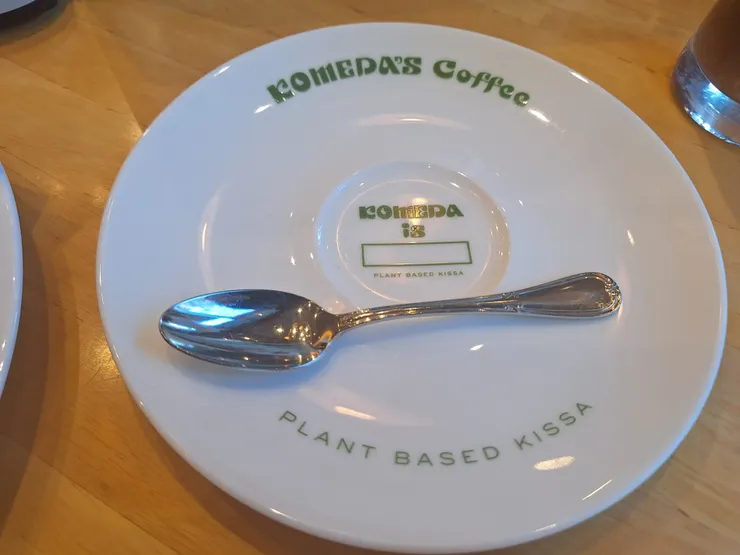 KOMEDA'S Coffee
KOMEDA
is
PLANT BASED KISSA
PLANT BASED KISSA